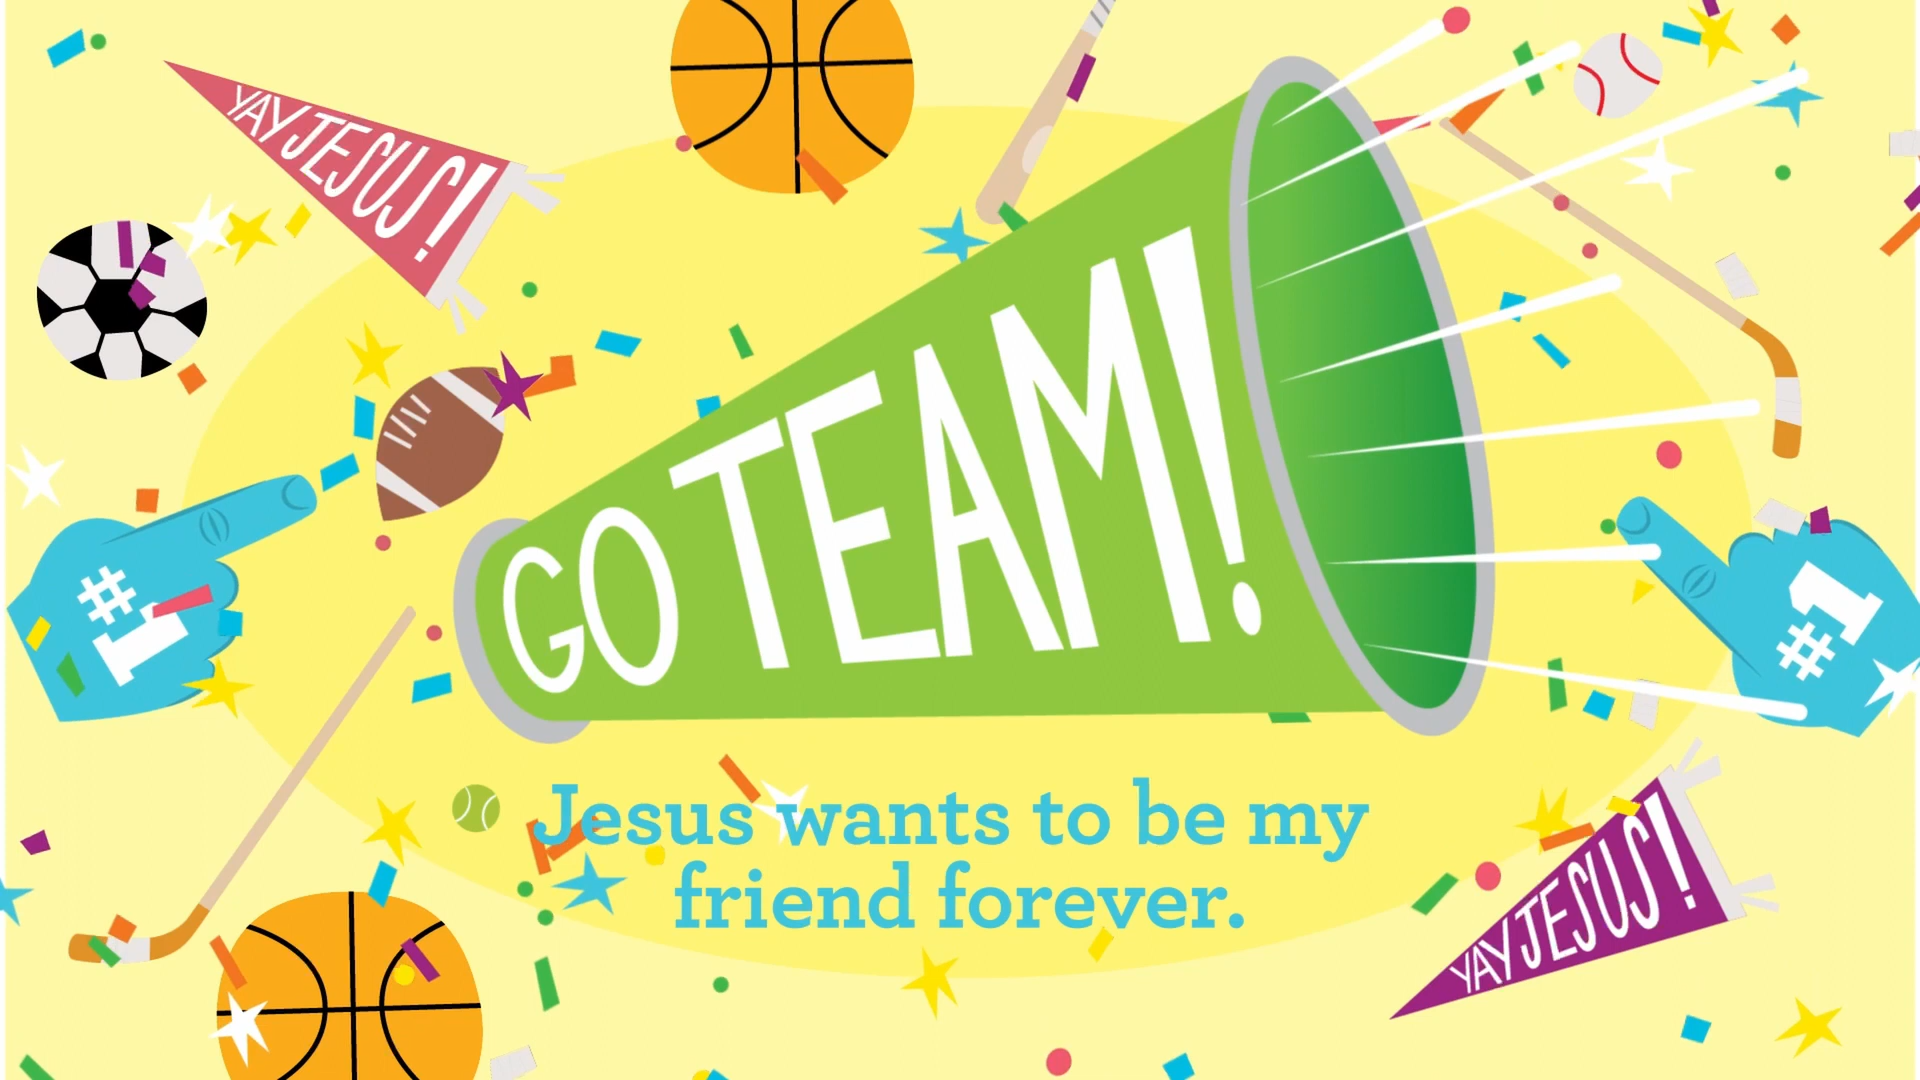 YAY JESUS!
GO TEAM!
#1
#1
Jesus wants to be my
friend forever.
YAY JESUS!